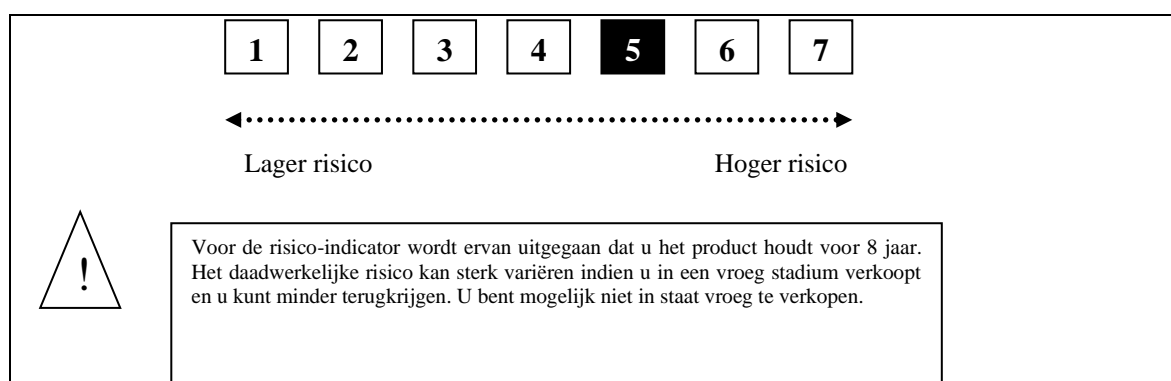 1 2 3 4 5 6 7
Lager risico Hoger risico
!
Voor de risico-indicator wordt ervan uitgegaan dat u het product houdt voor 8 jaar.
Het daadwerkelijke risico kan sterk variëren indien u in een vroeg stadium verkoopt
en u kunt minder terugkrijgen. U bent mogelijk niet in staat vroeg te verkopen.